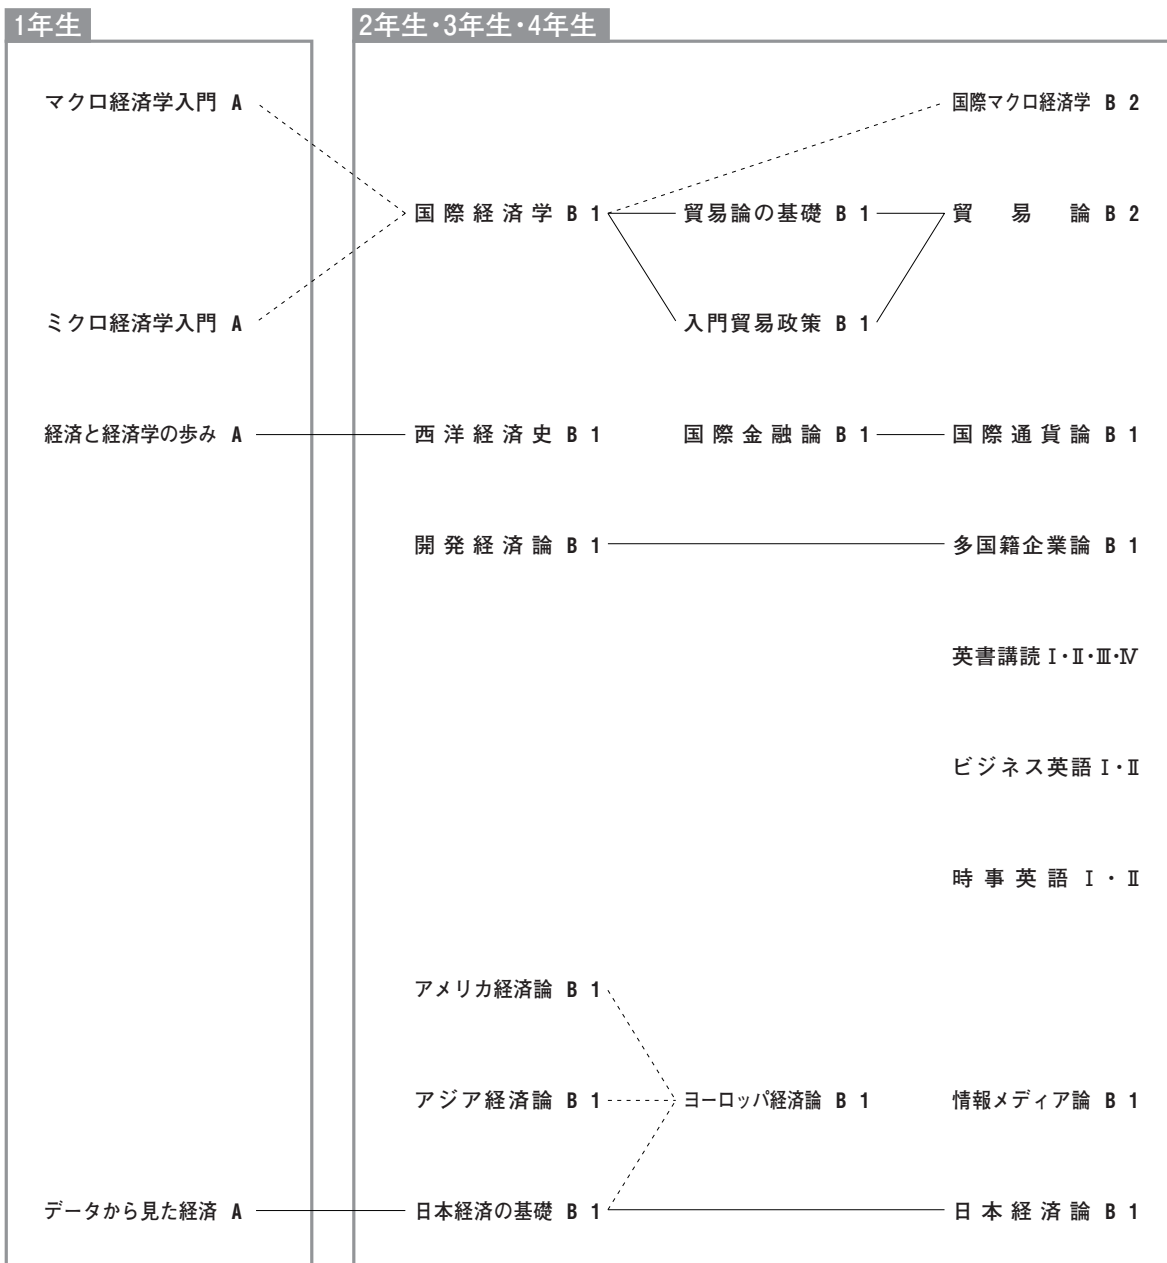 1年生
2年生・3年生・4年生
マクロ経済学入門 A
国際マクロ経済学 B 2
国際経済学 B 1
貿易論の基礎 B 1
貿易論 B 2
ミクロ経済学入門 A
入門貿易政策 B 1
経済と経済学の歩み A
西洋経済史 B 1
国際金融論 B 1
国際通貨論 B 1
開発経済論 B 1
多国籍企業論 B 1
英書講読 Ⅰ・Ⅱ・Ⅲ・Ⅳ
ビジネス英語 Ⅰ・Ⅱ
時事英語 Ⅰ・Ⅱ
アメリカ経済論 B 1
アジア経済論 B 1
ヨーロッパ経済論 B 1
情報メディア論 B 1
データから見た経済 A
日本経済の基礎 B 1
日本経済論 B 1